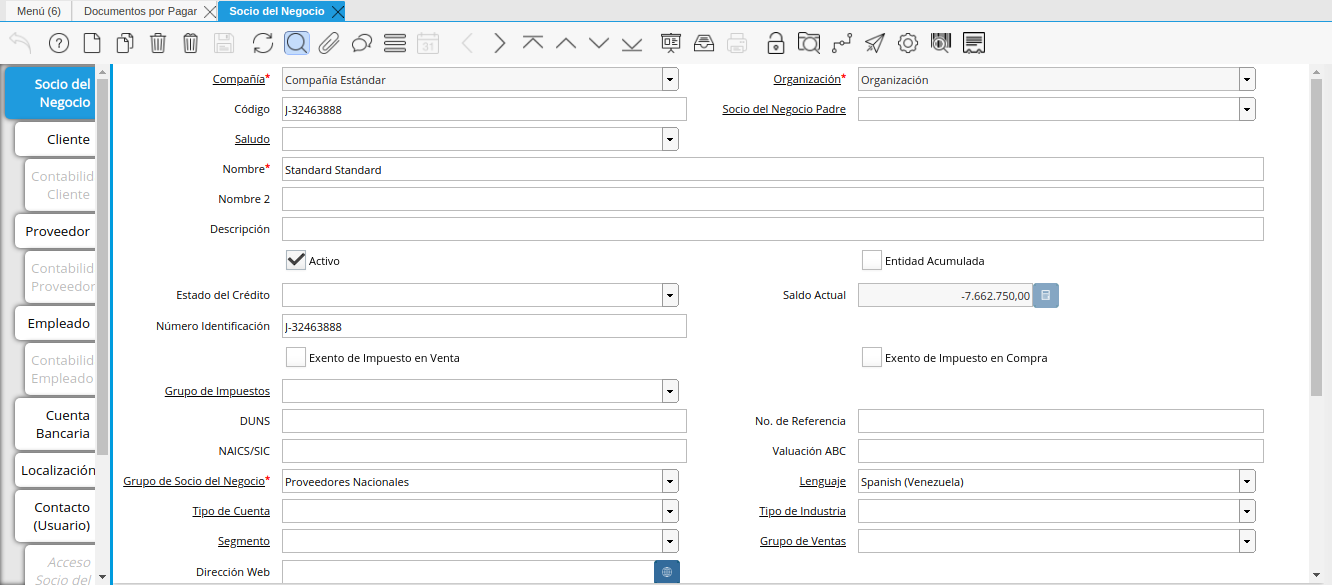 Menú (6)
Documentos por Pagar
Socio del Negocio
31
Socio del
Negocio
Cliente
Contabilid
Cliente
Proveedor
Contabilid
Proveedor
Empleado
Contabilid
Empleado
Cuenta
Bancaria
Localización
Contacto
(Usuario)
Acceso
Socio del
Compañía* Compañía Estándar Organización* Organización
Código J-32463888 Socio del Negocio Padre
Saludo
Nombre* Standard Standard
Nombre 2
Descripción
Activo Entidad Acumulada
Estado del Crédito Saldo Actual -7.662.750,00
Número Identificación J-32463888
Exento de Impuesto en Venta Exento de Impuesto en Compra
Grupo de Impuestos
DUNS No. de Referencia
NAICS/SIC Valuación ABC
Grupo de Socio del Negocio* Proveedores Nacionales Lenguaje Spanish (Venezuela)
Tipo de Cuenta Tipo de Industria
Segmento Grupo de Ventas
Dirección Web